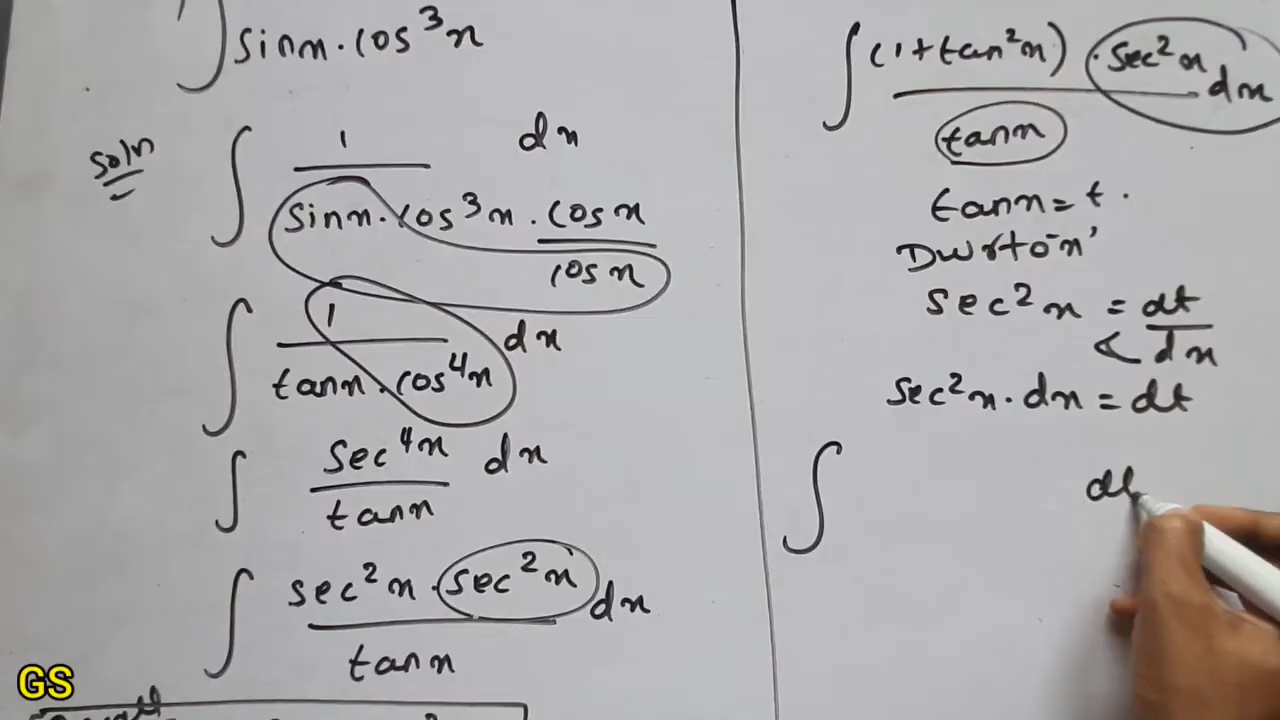 ∫ sinx · cos³x
Soln
∫ 1 / (sinx · cos³x · cosx / cosx) dx
∫ 1 / (tanx · cos⁴x) dx
∫ sec⁴x / tanx dx
∫ sec²x · sec²x / tanx dx
GS
∫ (1 + tan²x) · sec²x dx / tanx
tanx = t ·
Dwrto 'x'
sec²x = dt / dx
sec²x · dx = dt
∫ dt